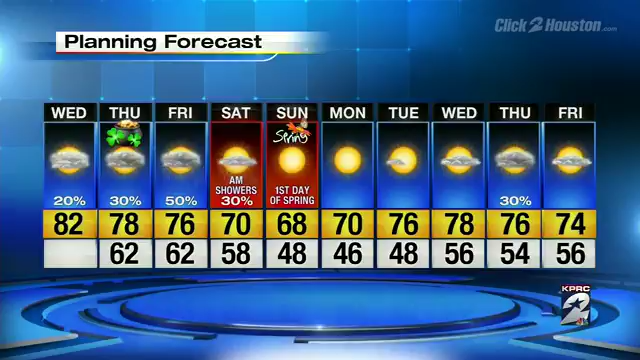 Click2Houston.com
Planning Forecast
WED THU FRI SAT SUN MON TUE WED THU FRI
Spring
AM SHOWERS
1ST DAY OF SPRING
20% 30% 50% 30% 30%
82 78 76 70 68 70 76 78 76 74
62 62 58 48 46 48 56 54 56
KPRC
2